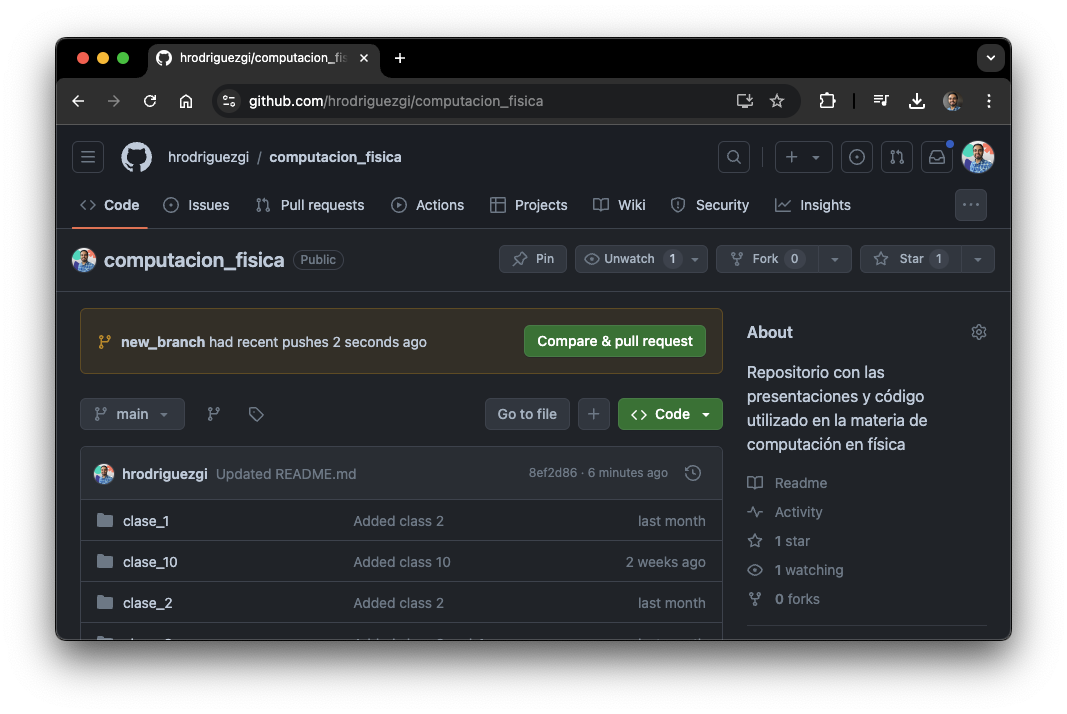 hrodriguezgi/computacion_fis
github.com/hrodriguezgi/computacion_fisica
hrodriguezgi / computacion_fisica
Code Issues Pull requests Actions Projects Wiki Security Insights
computacion_fisica Public Pin Unwatch 1 Fork 0 Star 1
new_branch had recent pushes 2 seconds ago Compare & pull request
main Go to file Code
hrodriguezgi Updated README.md 8ef2d86 · 6 minutes ago
clase_1 Added class 2 last month
clase_10 Added class 10 2 weeks ago
clase_2 Added class 2 last month
About
Repositorio con las
presentaciones y código
utilizado en la materia de
computación en física
Readme
Activity
1 star
1 watching
0 forks